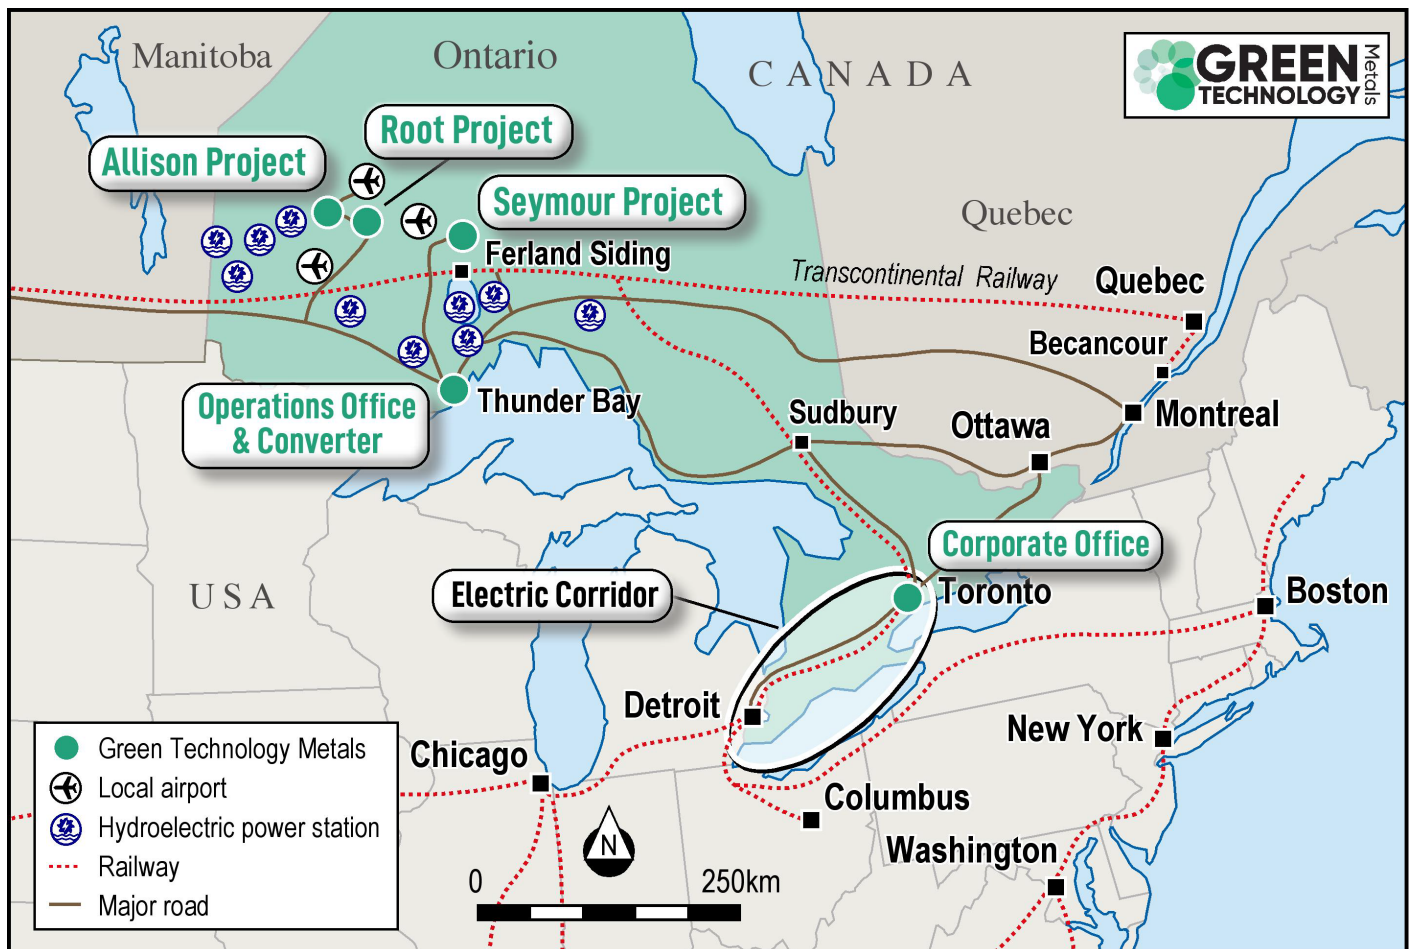 Manitoba
Ontario
CANADA
GREEN
TECHNOLOGY
Metals
Root Project
Allison Project
Seymour Project
Quebec
Ferland Siding
Transcontinental Railway
Quebec
Becancour
Operations Office
& Converter
Thunder Bay
Sudbury
Ottawa
Montreal
Corporate Office
USA
Electric Corridor
Toronto
Boston
Detroit
New York
Chicago
Columbus
Washington
Green Technology Metals
Local airport
Hydroelectric power station
Railway
Major road
N
0
250km